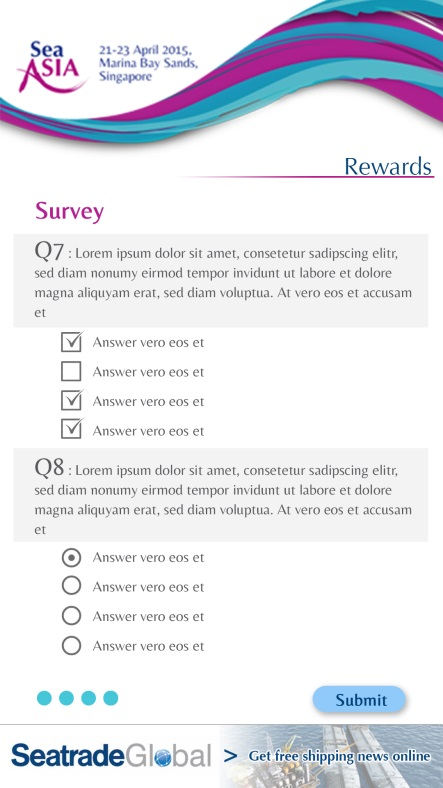 Sea
ASIA
21-23 April 2015,
Marina Bay Sands,
Singapore
Rewards
Survey
Q7 : Lorem ipsum dolor sit amet, consetetur sadipscing elitr,
sed diam nonumy eirmod tempor invidunt ut labore et dolore
magna aliquyam erat, sed diam voluptua. At vero eos et accusam
et
Answer vero eos et
Answer vero eos et
Answer vero eos et
Answer vero eos et
Q8 : Lorem ipsum dolor sit amet, consetetur sadipscing elitr,
sed diam nonumy eirmod tempor invidunt ut labore et dolore
magna aliquyam erat, sed diam voluptua. At vero eos et accusam
et
Answer vero eos et
Answer vero eos et
Answer vero eos et
Answer vero eos et
Submit
SeatradeGlobal > Get free shipping news online